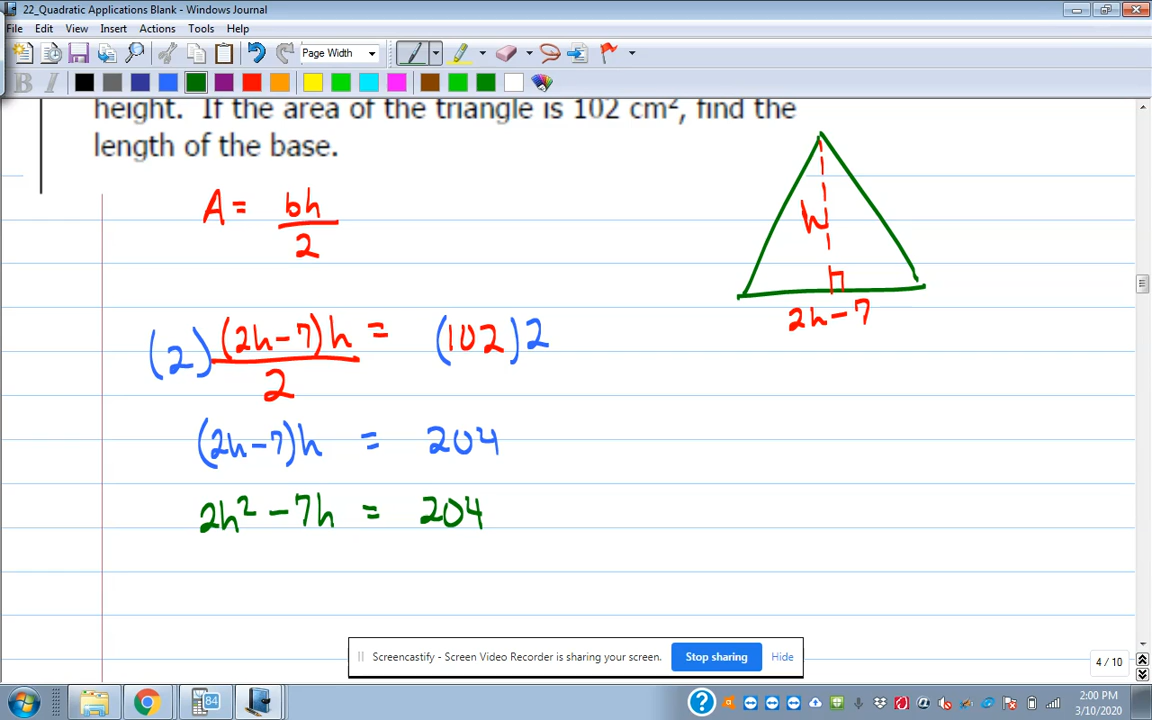 22_Quadratic Applications Blank - Windows Journal
File Edit View Insert Actions Tools Help
Page Width
B I
height. If the area of the triangle is 102 cm², find the
length of the base.
A = bh/2
h
2h-7
(2) (2h-7)h/2 = (102)2
(2h-7)h = 204
2h² - 7h = 204
Screencastify - Screen Video Recorder is sharing your screen. Stop sharing Hide
4 / 10
84
2:00 PM
3/10/2020